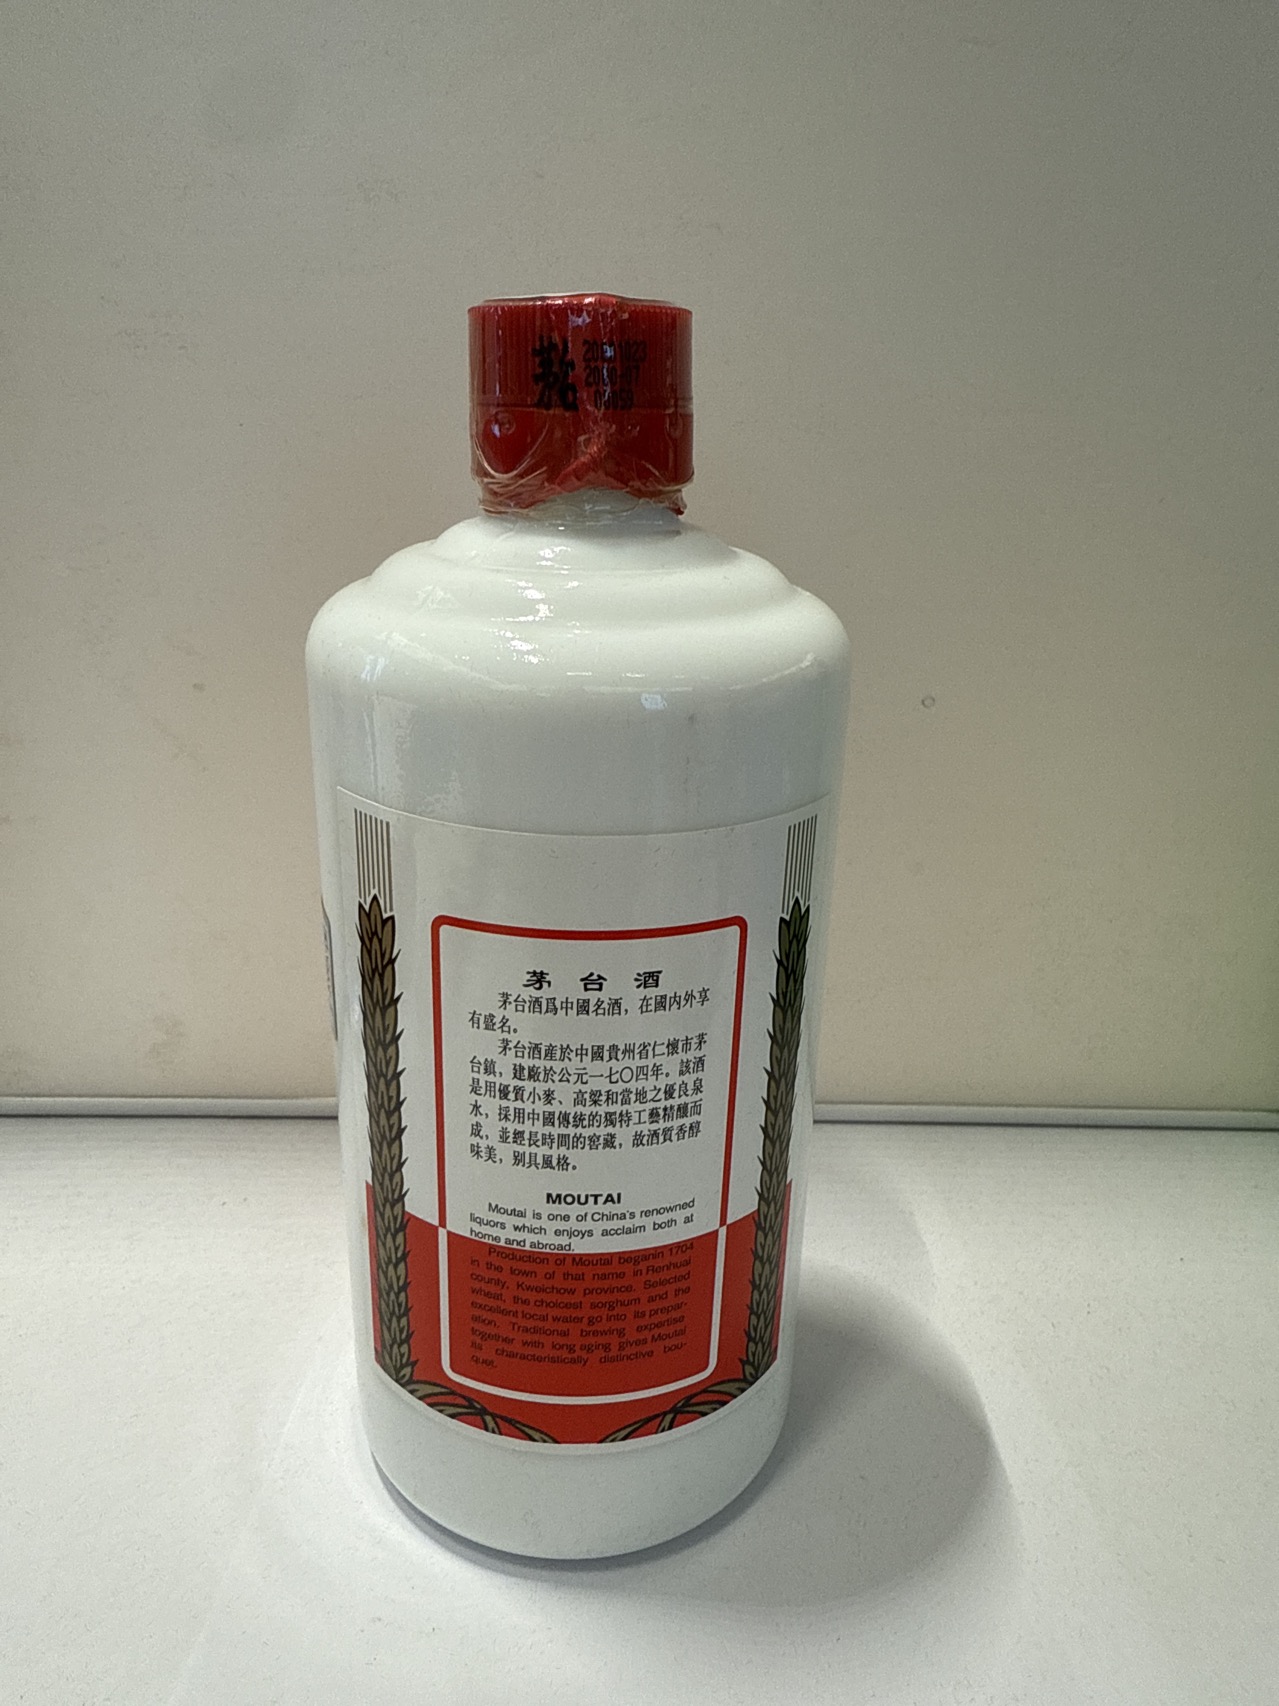 茅台
茅台酒
茅台酒爲中國名酒，在國内外享
有盛名。
茅台酒産於中國貴州省仁懷市茅
台鎮，建廠於公元一七〇四年。該酒
是用優質小麥、高粱和當地之優良泉
水，採用中國傳統的獨特工藝精釀而
成，並經長時間的窖藏，故酒質香醇
味美，别具風格。
MOUTAI
Moutai is one of China's renowned
liquors which enjoys acclaim both at
home and abroad.
Production of Moutai beganin 1704
in the town of that name in Renhuai
county, Kweichow province. Selected
wheat, the choicest sorghum and the
excellent local water go into its prepar-
ation. Traditional brewing expertise
together with long aging gives Moutai
its characteristically distinctive bou-
quet.